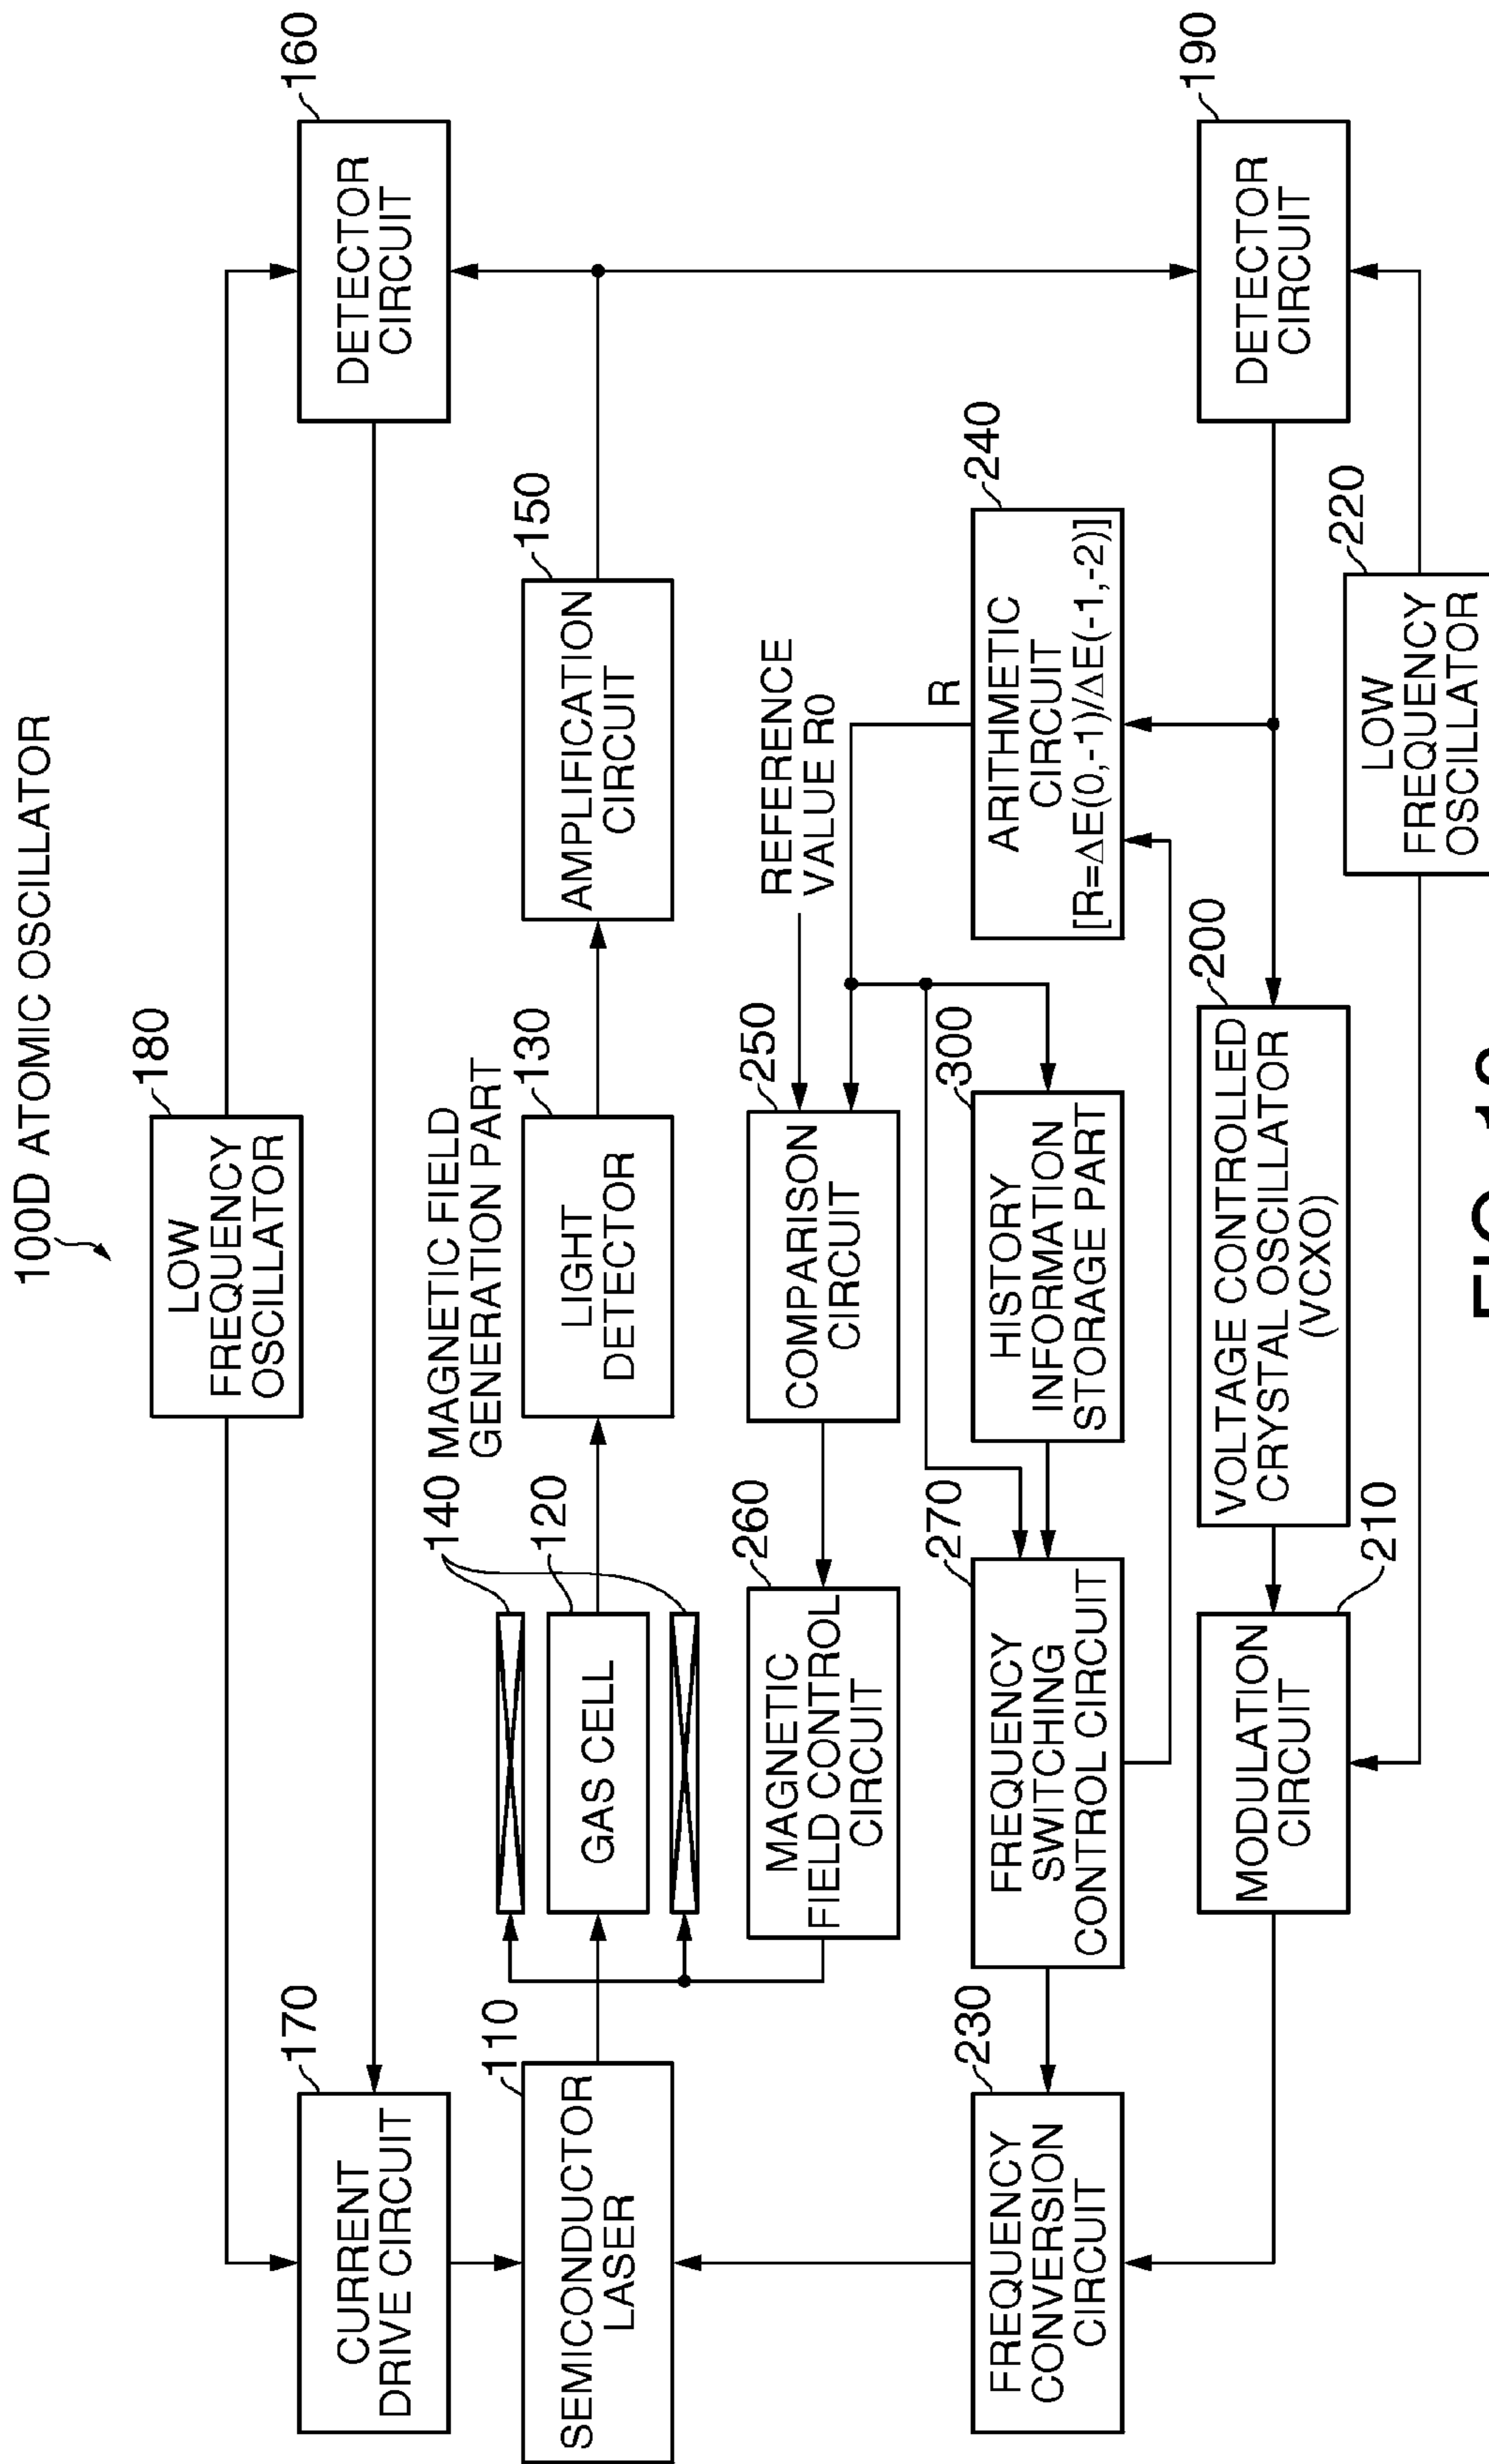 100D ATOMIC OSCILLATOR
180
LOW
FREQUENCY
OSCILLATOR
170
CURRENT
DRIVE CIRCUIT
160
DETECTOR
CIRCUIT
140 MAGNETIC FIELD
GENERATION PART
110
SEMICONDUCTOR
LASER
120
GAS CELL
130
LIGHT
DETECTOR
150
AMPLIFICATION
CIRCUIT
260
MAGNETIC
FIELD CONTROL
CIRCUIT
250
COMPARISON
CIRCUIT
REFERENCE
VALUE R0
R
230
FREQUENCY
CONVERSION
CIRCUIT
270
FREQUENCY
SWITCHING
CONTROL CIRCUIT
300
HISTORY
INFORMATION
STORAGE PART
240
ARITHMETIC
CIRCUIT
[R=ΔE(0,-1)/ΔE(-1,-2)]
210
MODULATION
CIRCUIT
200
VOLTAGE CONTROLLED
CRYSTAL OSCILLATOR
(VCXO)
190
DETECTOR
CIRCUIT
220
LOW
FREQUENCY
OSCILLATOR